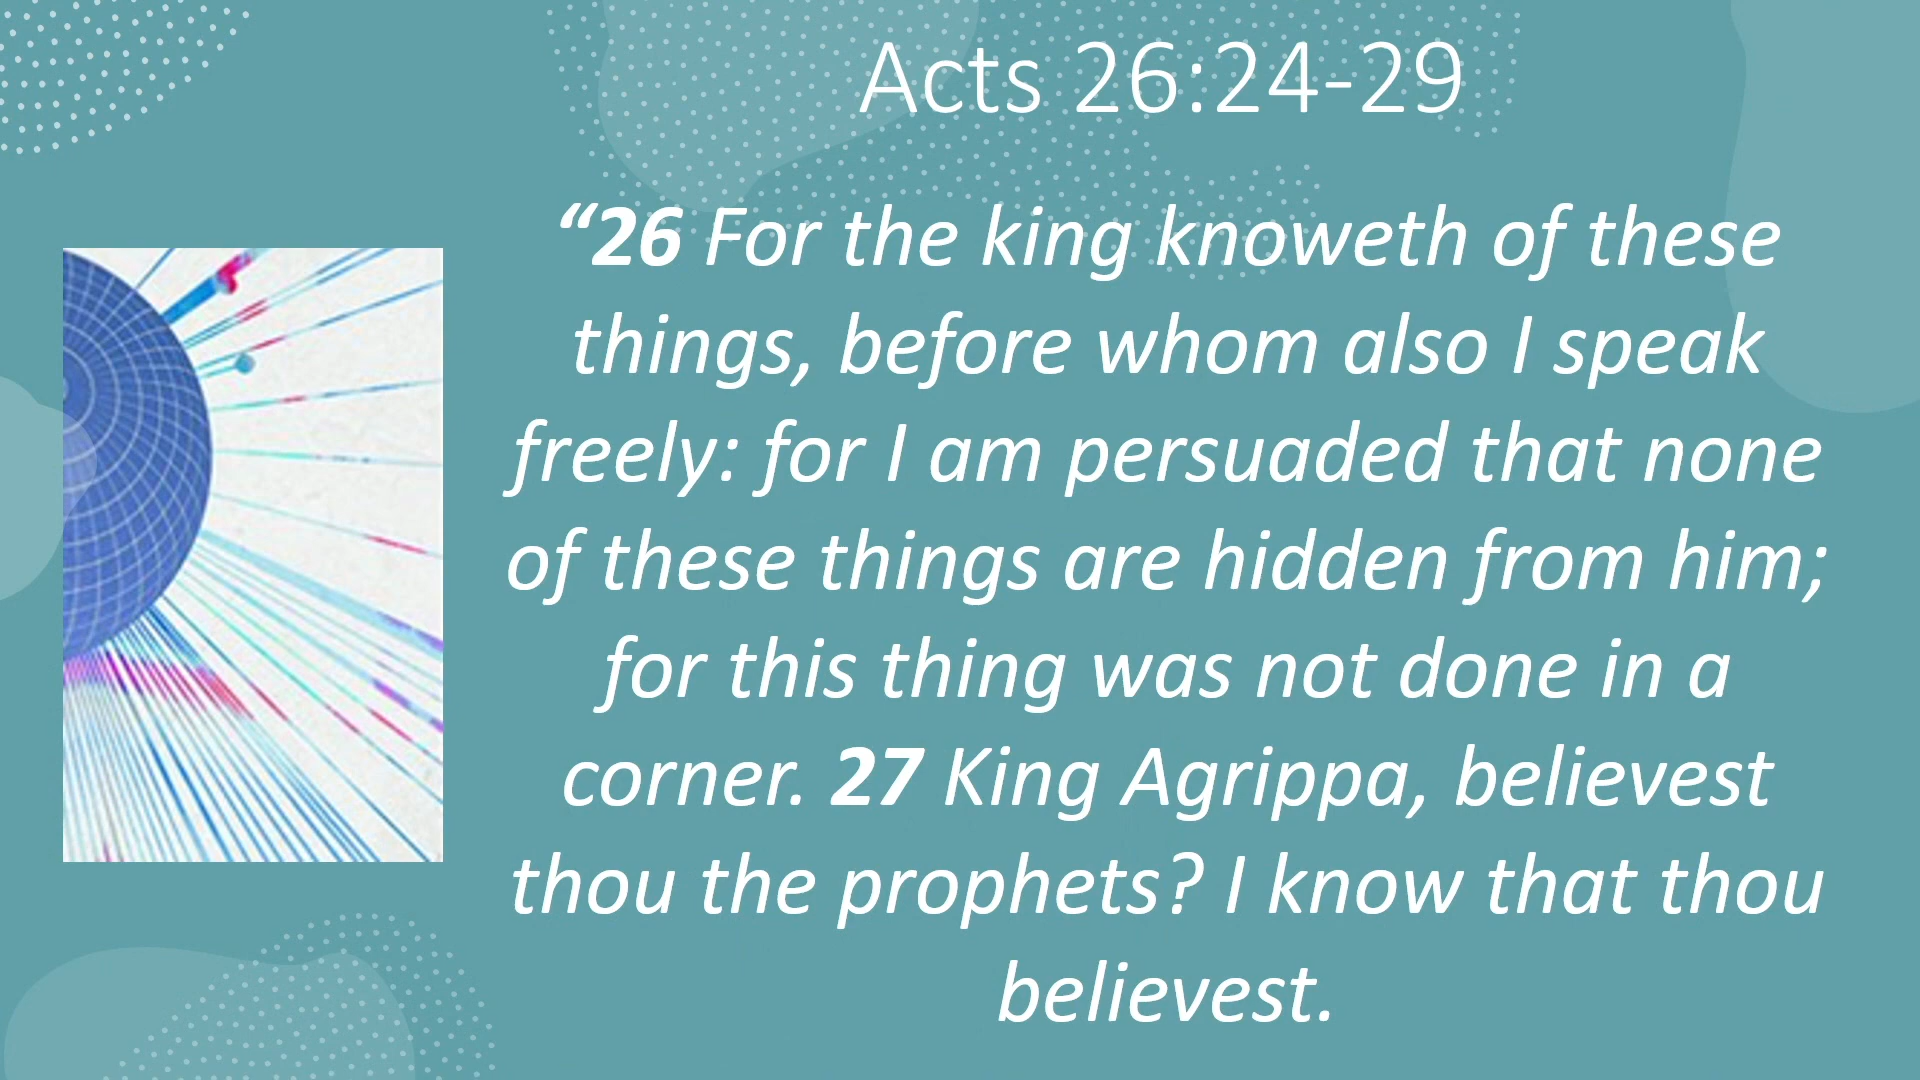 Acts 26:24-29
“26 For the king knoweth of these
things, before whom also I speak
freely: for I am persuaded that none
of these things are hidden from him;
for this thing was not done in a
corner. 27 King Agrippa, believest
thou the prophets? I know that thou
believest.